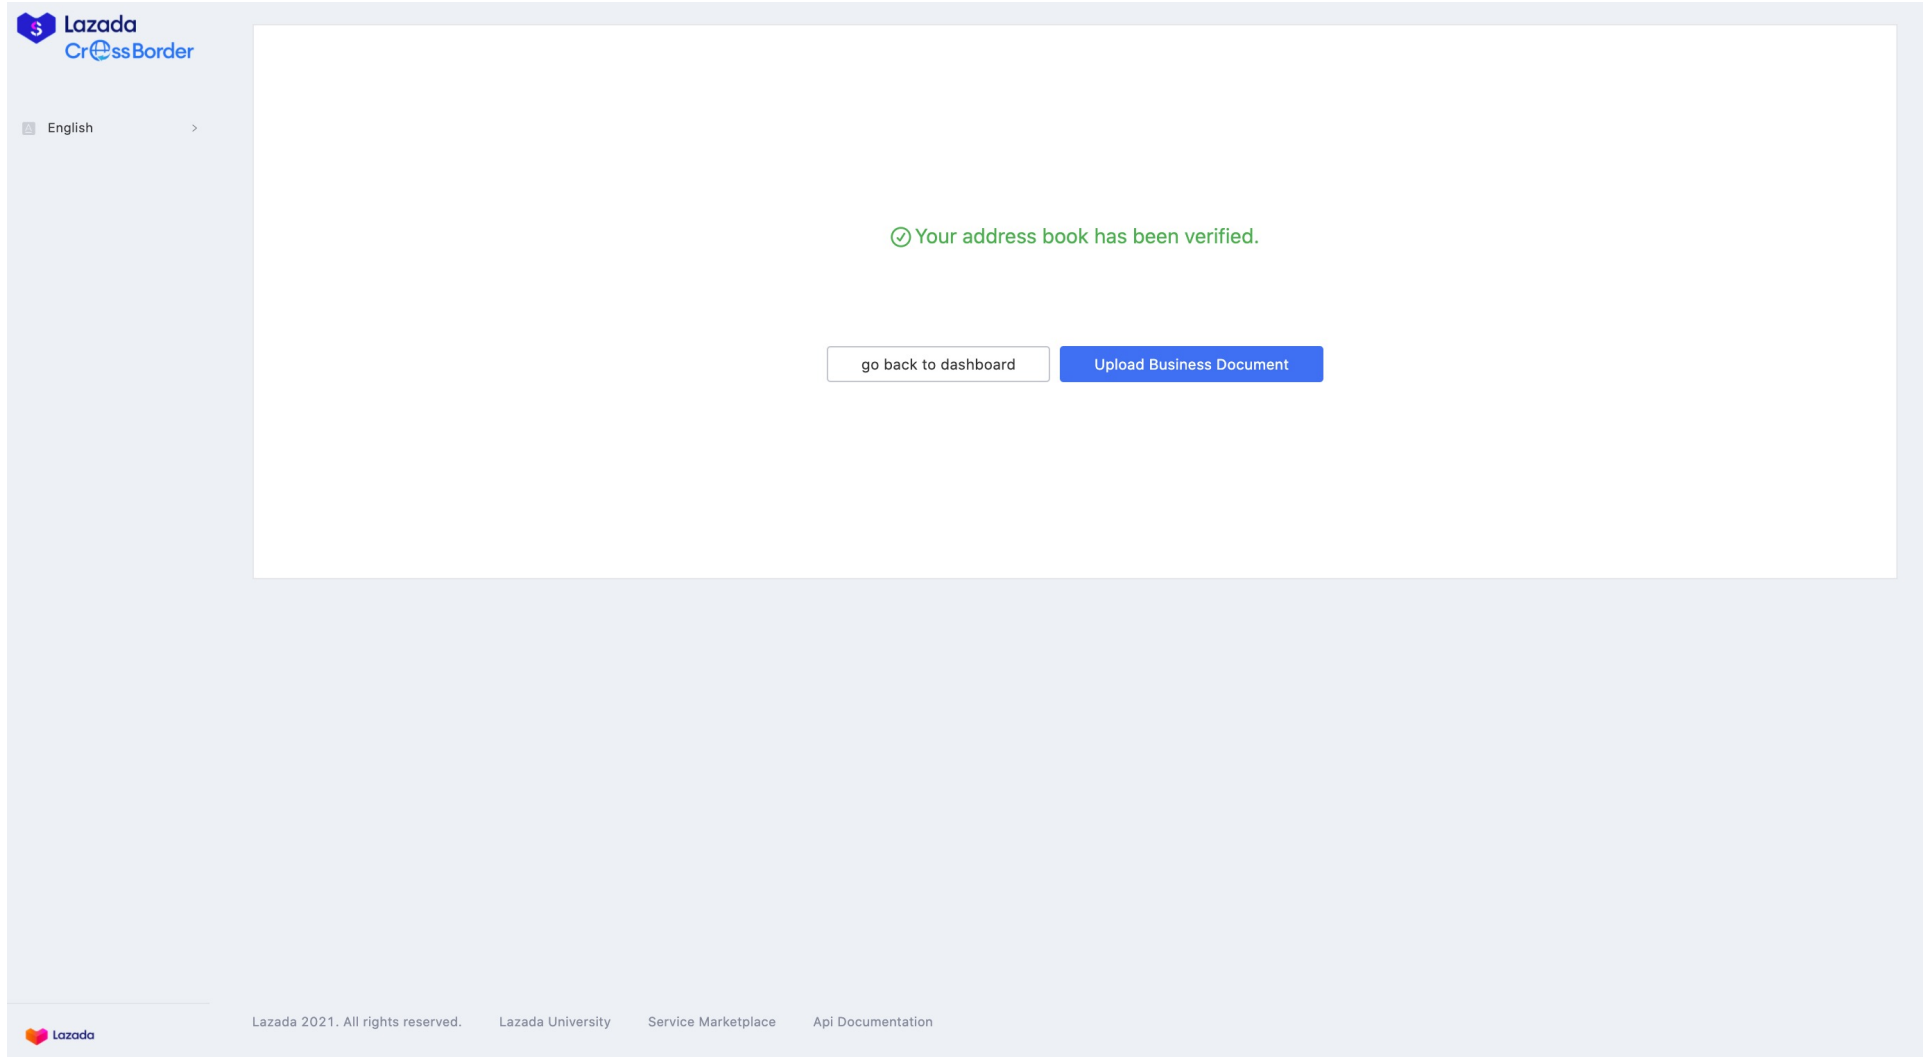 Lazada
CrossBorder
English
Your address book has been verified.
go back to dashboard
Upload Business Document
Lazada 2021. All rights reserved.
Lazada University
Service Marketplace
Api Documentation
Lazada